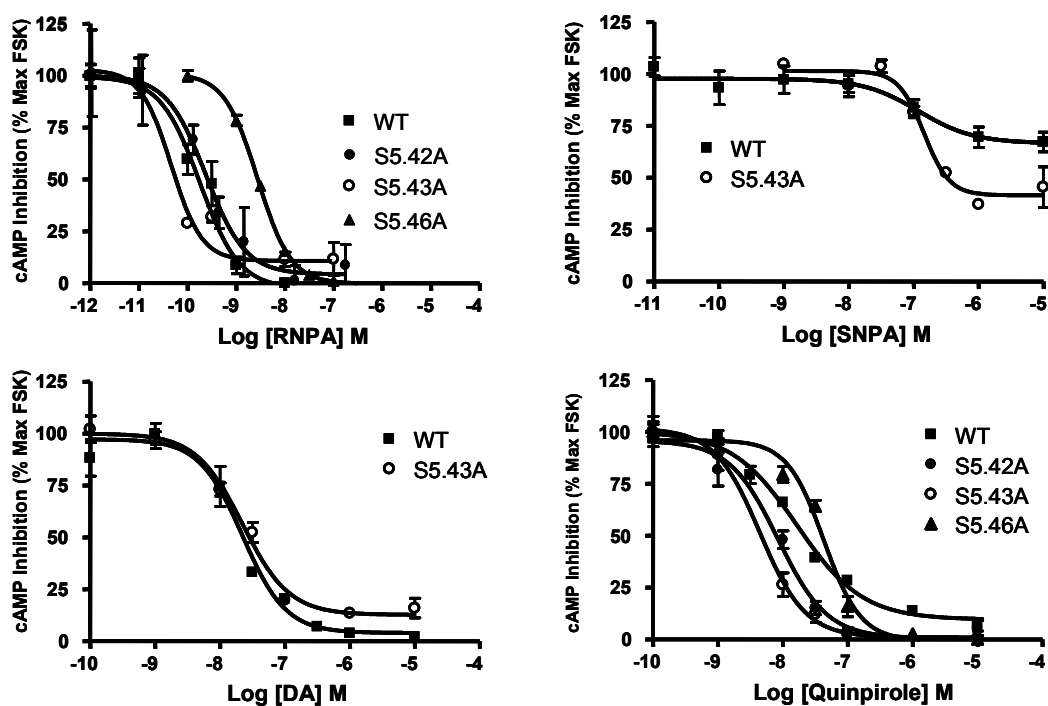 cAMP Inhibition (% Max FSK)
125
100
75
50
25
0
-12 -11 -10 -9 -8 -7 -6 -5 -4
Log [RNPA] M
WT
S5.42A
S5.43A
S5.46A
cAMP Inhibition (% Max FSK)
125
100
75
50
25
0
-11 -10 -9 -8 -7 -6 -5
Log [SNPA] M
WT
S5.43A
cAMP Inhibition (% Max FSK)
125
100
75
50
25
0
-10 -9 -8 -7 -6 -5 -4
Log [DA] M
WT
S5.43A
cAMP Inhibition (% Max FSK)
125
100
75
50
25
0
-10 -9 -8 -7 -6 -5 -4
Log [Quinpirole] M
WT
S5.42A
S5.43A
S5.46A